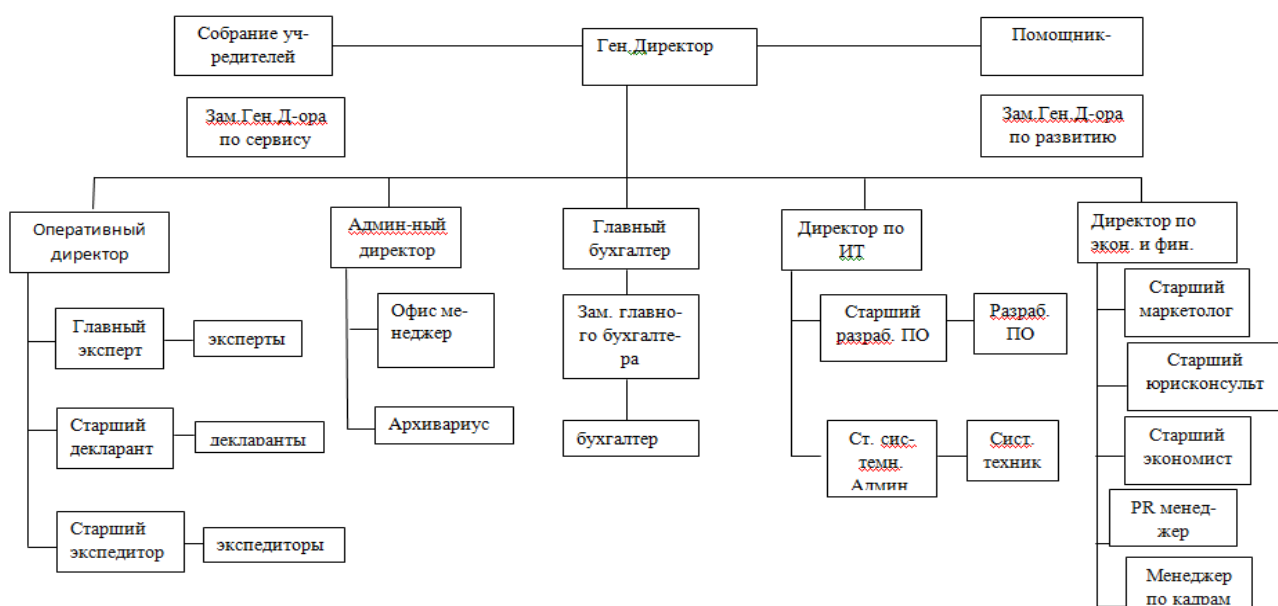 Собрание уч-
редителей
Ген.Директор
Помощник-
Зам.Ген.Д-ора
по сервису
Зам.Ген.Д-ора
по развитию
Оперативный
директор
Админ-ный
директор
Главный
бухгалтер
Директор по
ИТ
Директор по
экон. и фин.
Главный
эксперт
эксперты
Старший
декларант
декларанты
Старший
экспедитор
экспедиторы
Офис ме-
неджер
Архивариус
Зам. главно-
го бухгалте-
ра
бухгалтер
Старший
разраб. ПО
Разраб.
ПО
Ст. сис-
темн.
Админ
Сист.
техник
Старший
маркетолог
Старший
юрисконсульт
Старший
экономист
PR менед-
жер
Менеджер
по кадрам